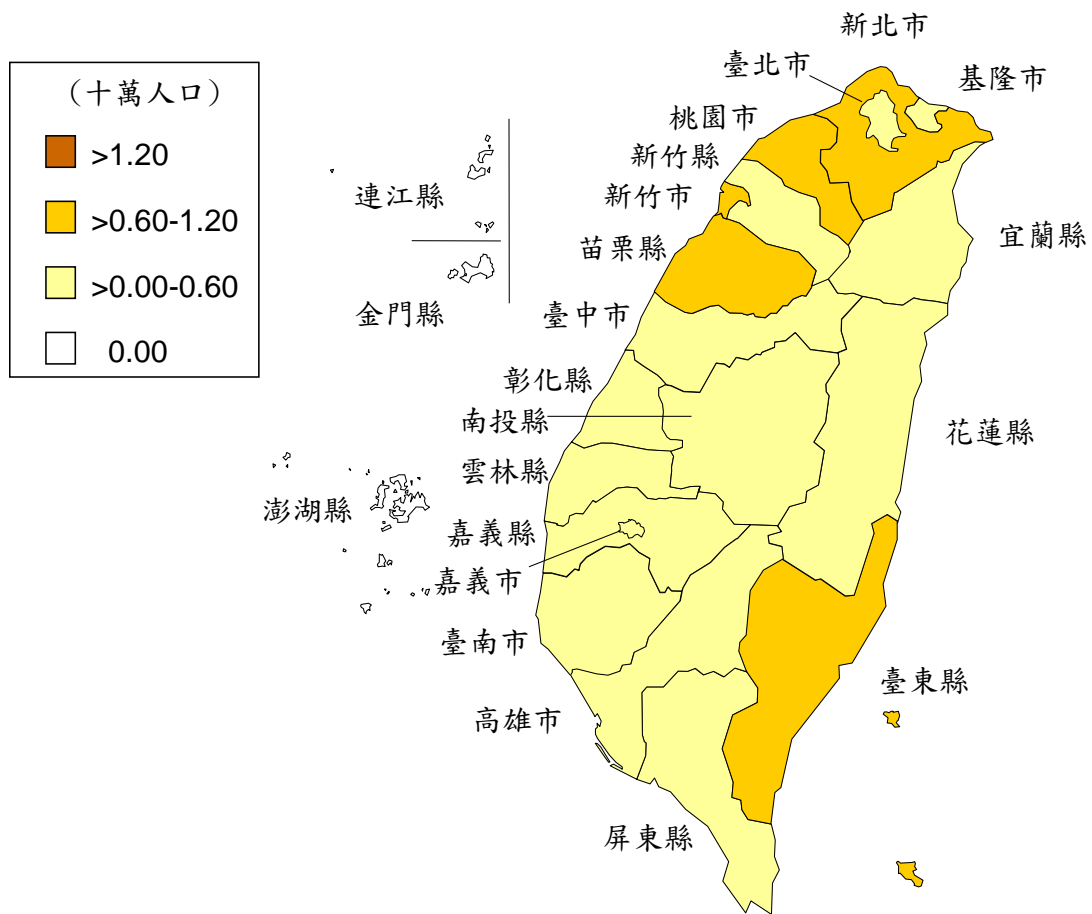 （十萬人口）
>1.20
>0.60-1.20
>0.00-0.60
0.00
新北市
臺北市
基隆市
桃園市
新竹縣
新竹市
連江縣
苗栗縣
宜蘭縣
金門縣
臺中市
彰化縣
南投縣
花蓮縣
雲林縣
澎湖縣
嘉義縣
嘉義市
臺南市
臺東縣
高雄市
屏東縣